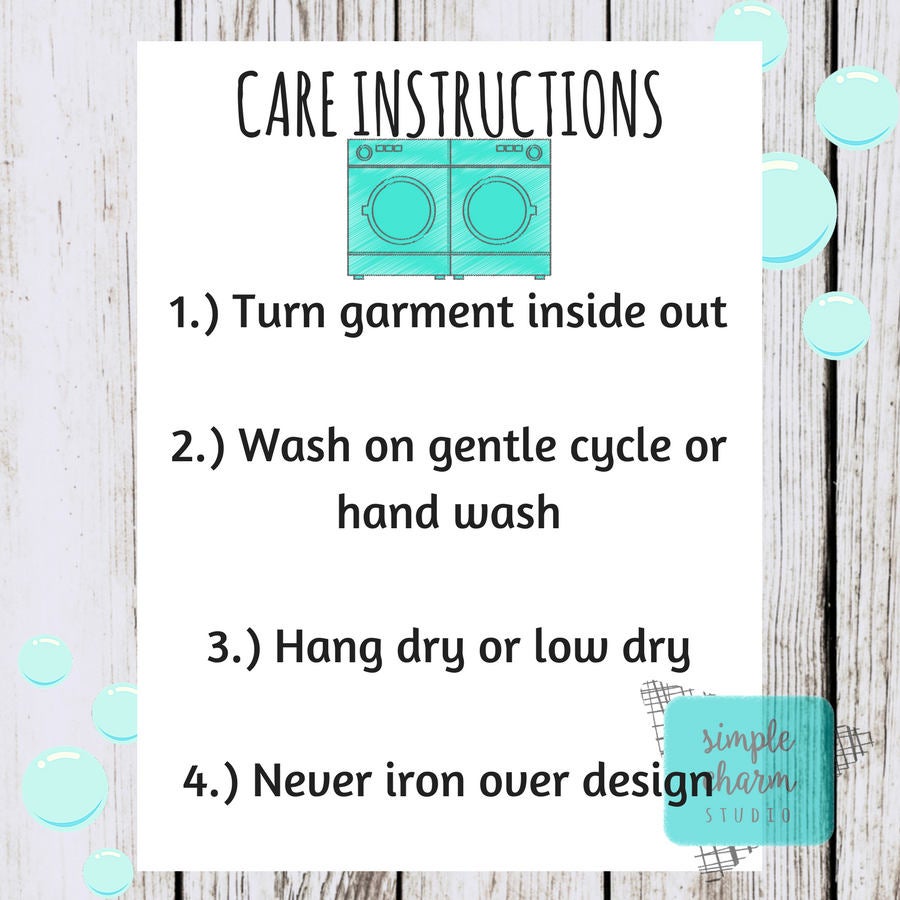 CARE INSTRUCTIONS
1.) Turn garment inside out
2.) Wash on gentle cycle or
hand wash
3.) Hang dry or low dry
4.) Never iron over design
simple
charm
STUDIO